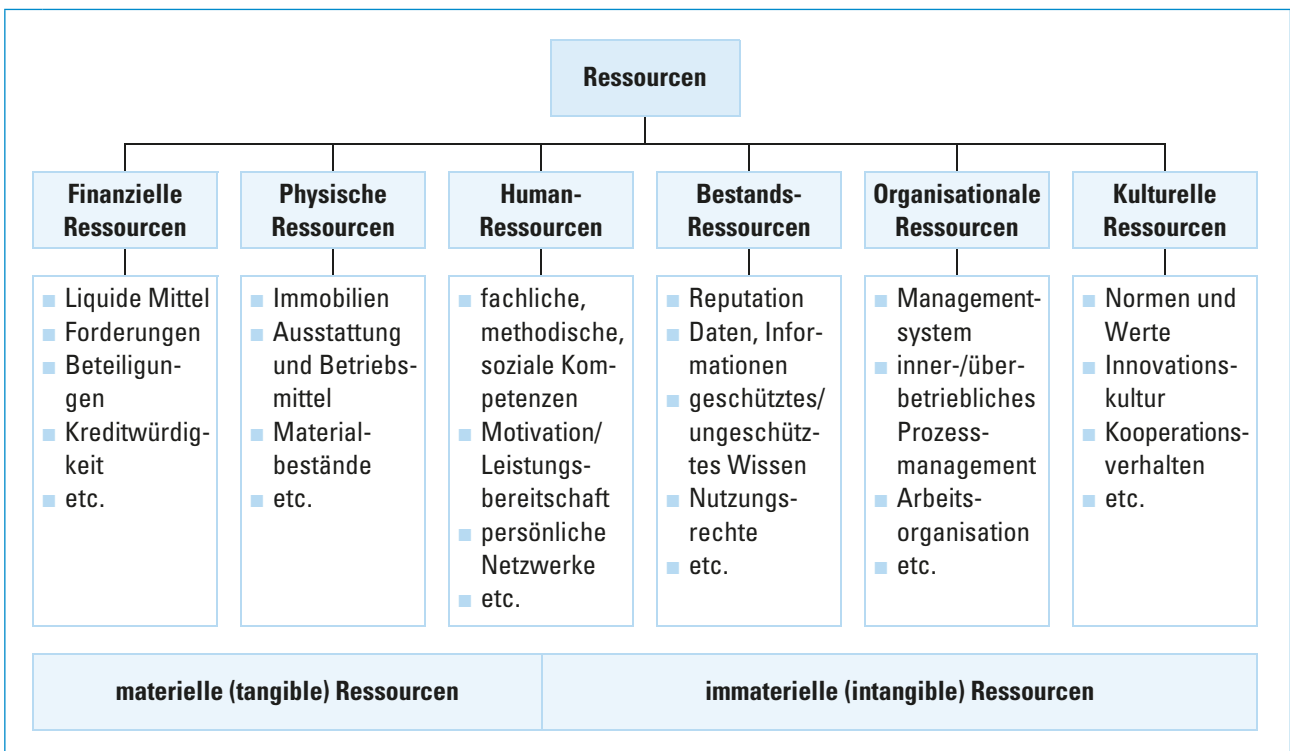 Ressourcen
Finanzielle
Ressourcen
Physische
Ressourcen
Human-
Ressourcen
Bestands-
Ressourcen
Organisationale
Ressourcen
Kulturelle
Ressourcen
Liquide Mittel
Forderungen
Beteiligun-
gen
Kreditwürdig-
keit
etc.
Immobilien
Ausstattung
und Betriebs-
mittel
Material-
bestände
etc.
fachliche,
methodische,
soziale Kom-
petenzen
Motivation/
Leistungs-
bereitschaft
persönliche
Netzwerke
etc.
Reputation
Daten, Infor-
mationen
geschütztes/
ungeschütz-
tes Wissen
Nutzungs-
rechte
etc.
Management-
system
inner-/über-
betriebliches
Prozess-
management
Arbeits-
organisation
etc.
Normen und
Werte
Innovations-
kultur
Kooperations-
verhalten
etc.
materielle (tangible) Ressourcen
immaterielle (intangible) Ressourcen